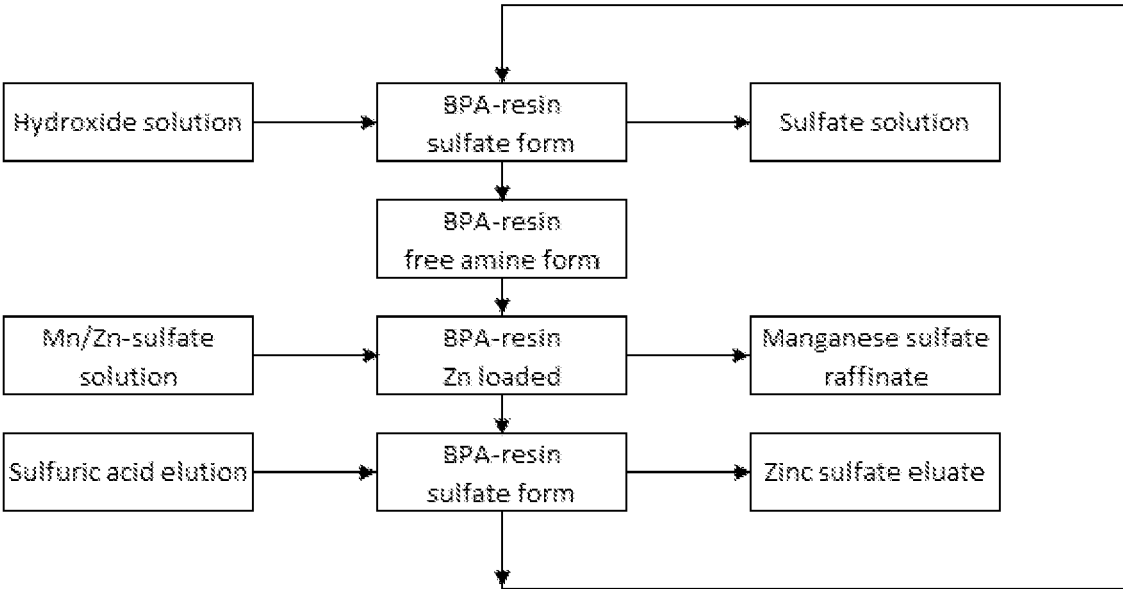 Hydroxide solution
BPA-resin
sulfate form
Sulfate solution
BPA-resin
free amine form
Mn/Zn-sulfate
solution
BPA-resin
Zn loaded
Manganese sulfate
raffinate
Sulfuric acid elution
BPA-resin
sulfate form
Zinc sulfate eluate